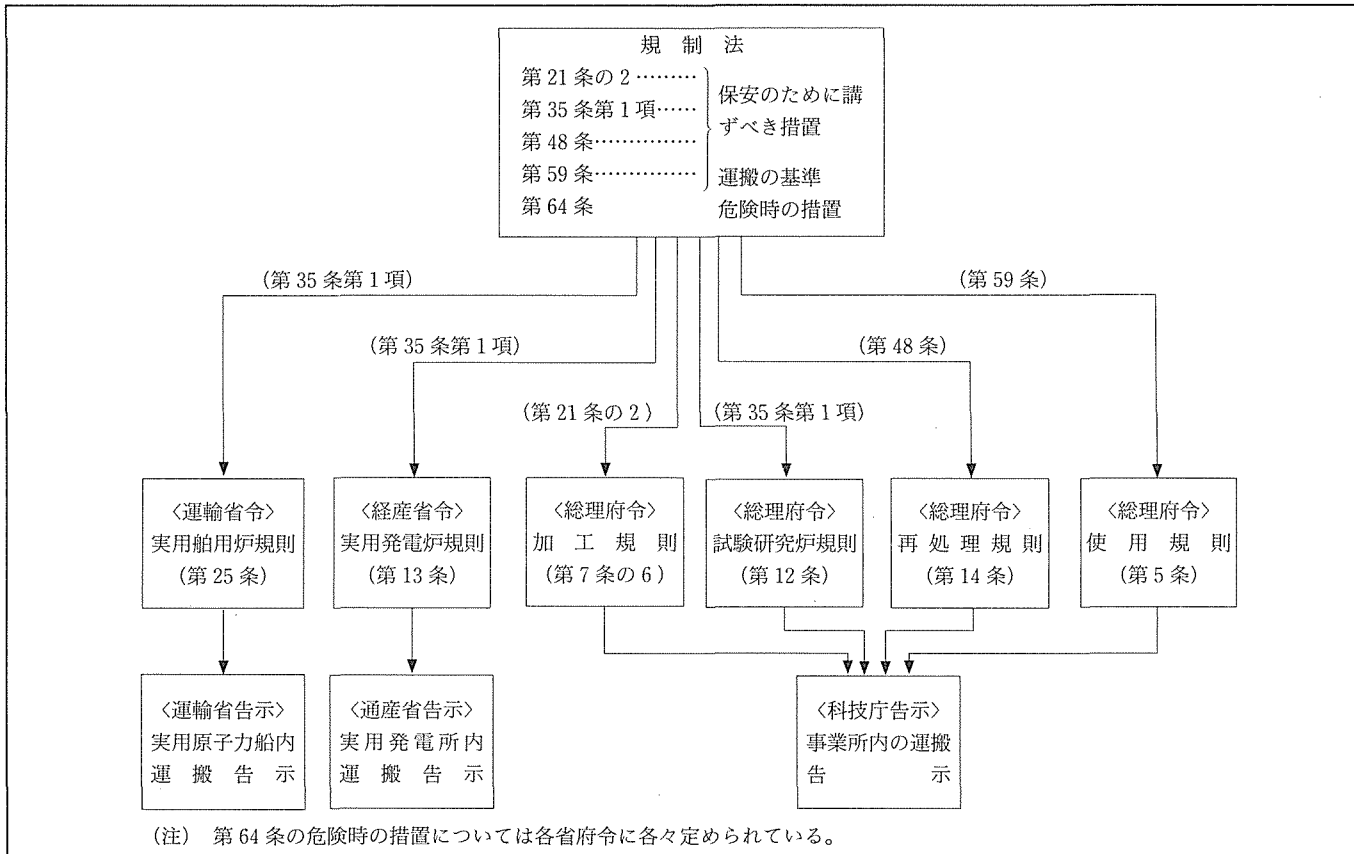 規制法
第21条の2………
第35条第1項……
第48条……………
第59条……………
第64条
保安のために講
ずべき措置
運搬の基準
危険時の措置
(第35条第1項)
(第59条)
(第35条第1項)
(第48条)
(第21条の2)
(第35条第1項)
〈運輸省令〉
実用舶用炉規則
(第25条)
〈経産省令〉
実用発電炉規則
(第13条)
〈総理府令〉
加工規則
(第7条の6)
〈総理府令〉
試験研究炉規則
(第12条)
〈総理府令〉
再処理規則
(第14条)
〈総理府令〉
使用規則
(第5条)
〈運輸省告示〉
実用原子力船内
運搬告示
〈通産省告示〉
実用発電所内
運搬告示
〈科技庁告示〉
事業所内の運搬
告示
(注) 第64条の危険時の措置については各省府令に各々定められている。